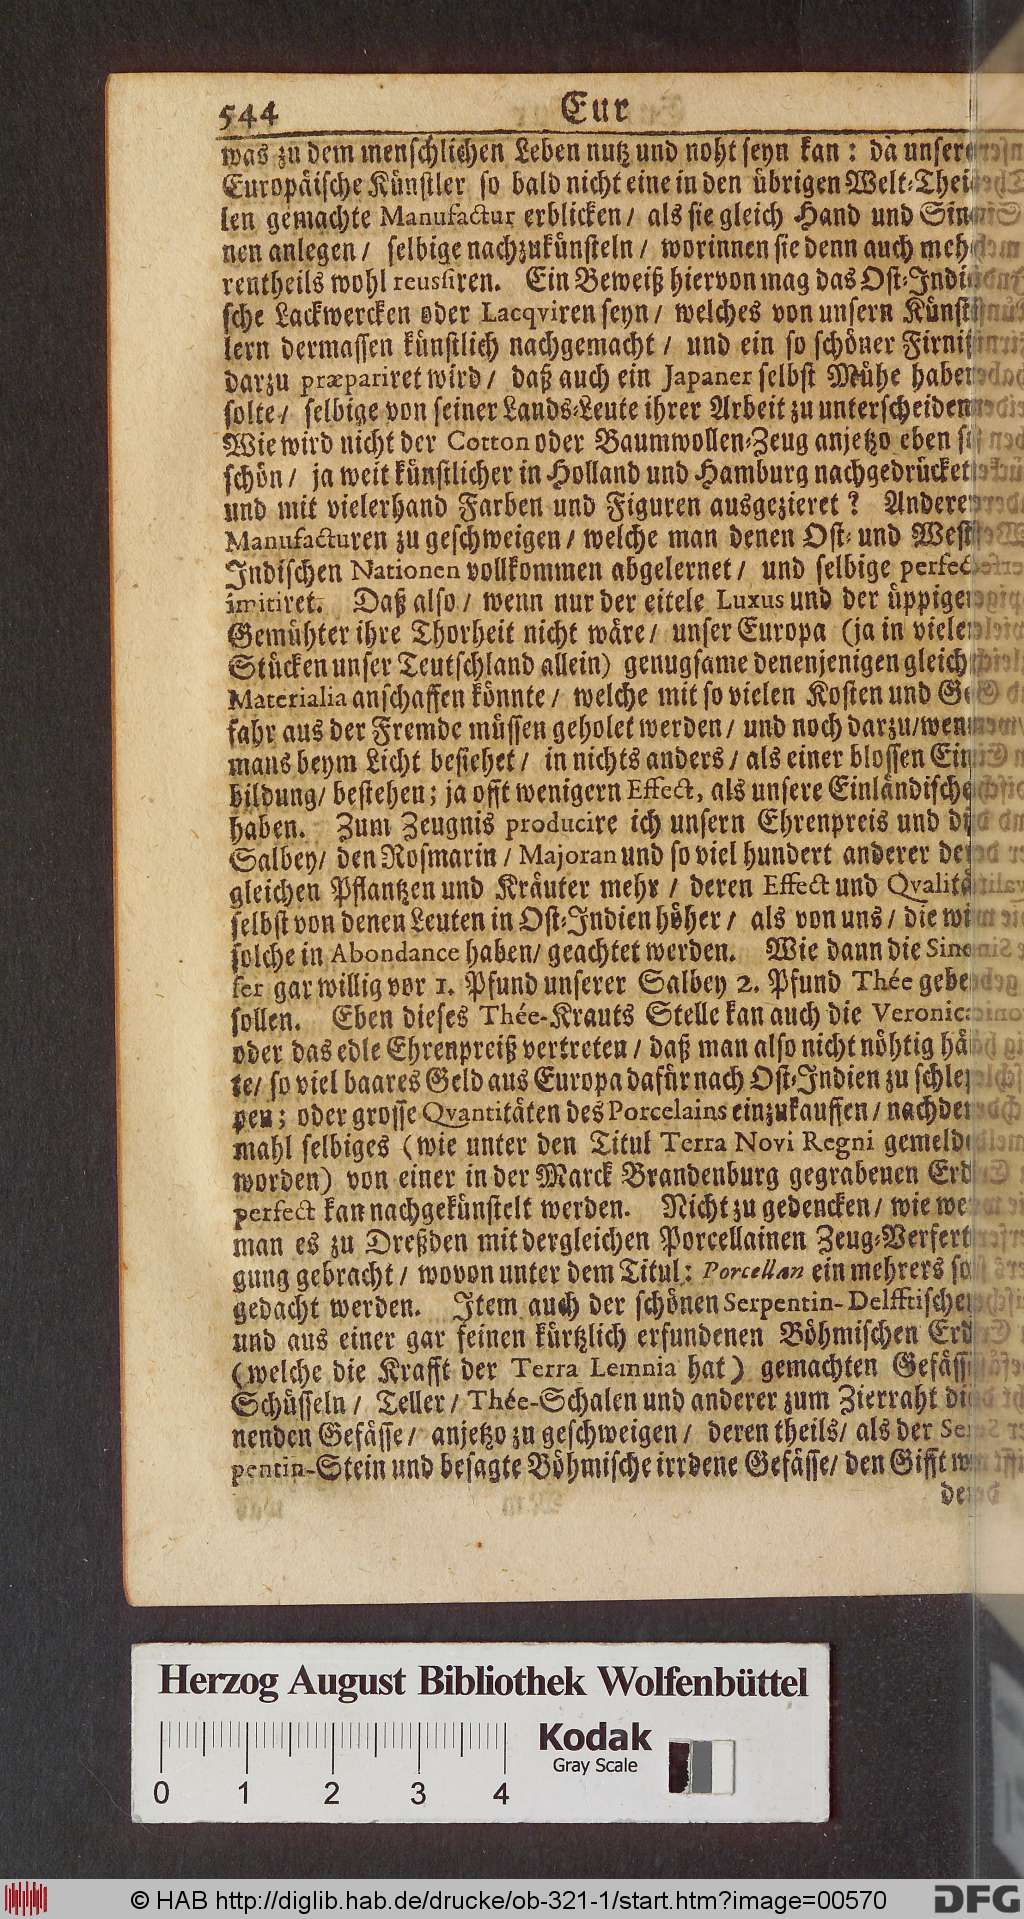 544 Eur
was zu dem menschlichen Leben nutz und noht seyn kan: da unsere
Europäische Künstler so bald nicht eine in den übrigen Welt-Thei-
len gemachte Manufactur erblicken/ als sie gleich Hand und Sin-
nen anlegen/ selbige nachzukünsteln/ worinnen sie denn auch meh-
rentheils wohl reussiren. Ein Beweiß hiervon mag das Ost-Indi-
sche Lackwercken oder Lacqviren seyn/ welches von unsern Künst-
lern dermassen künstlich nachgemacht/ und ein so schöner Firniß
darzu præpariret wird/ daß auch ein Japaner selbst Mühe haben
solte/ selbige von seiner Lands-Leute ihrer Arbeit zu unterscheiden.
Wie wird nicht der Cotton oder Baumwollen-Zeug anjetzo eben so
schön/ ja weit künstlicher in Holland und Hamburg nachgedrücket
und mit vielerhand Farben und Figuren ausgezieret? Anderer
Manufacturen zu geschweigen/ welche man denen Ost- und West-
Indischen Nationen vollkommen abgelernet/ und selbige perfect
imitiret. Daß also/ wenn nur der eitele Luxus und der üppigen
Gemühter ihre Thorheit nicht wäre/ unser Europa (ja in vielen
Stücken unser Teutschland allein) genugsame denenjenigen gleich
Materialia anschaffen könnte/ welche mit so vielen Kosten und Ge-
fahr aus der Fremde müssen geholet werden/ und noch darzu/wenn
mans beym Licht besiehet/ in nichts anders/ als einer blossen Ein-
bildung/ bestehen; ja offt wenigern Effect, als unsere Einländische
haben. Zum Zeugnis producire ich unsern Ehrenpreis und die
Salbey/ den Rosmarin/ Majoran und so viel hundert anderer der-
gleichen Pflantzen und Kräuter mehr/ deren Effect und Qvalität
selbst von denen Leuten in Ost-Indien höher/ als von uns/ die wir
solche in Abondance haben/ geachtet werden. Wie dann die Sine-
ser gar willig vor 1. Pfund unserer Salbey 2. Pfund Thée geben
sollen. Eben dieses Thée-Krauts Stelle kan auch die Veronica
oder das edle Ehrenpreiß vertreten/ daß man also nicht nöhtig hät-
te/ so viel baares Geld aus Europa dafür nach Ost-Indien zu schlep-
pen; oder grosse Qvantitäten des Porcelains einzukauffen/ nachdem
mahl selbiges (wie unter den Titul Terra Novi Regni gemeldet
worden) von einer in der Marck Brandenburg gegrabenen Erde
perfect kan nachgekünstelt werden. Nicht zu gedencken/ wie weit
man es zu Dreßden mit dergleichen Porcellainen Zeug-Verferti-
gung gebracht/ wovon unter dem Titul: Porcellan ein mehrers soll
gedacht werden. Item auch der schönen Serpentin- Delfftischen
und aus einer gar feinen kürtzlich erfundenen Böhmischen Erde
(welche die Krafft der Terra Lemnia hat) gemachten Gefässe
Schüsseln/ Teller/ Thée-Schalen und anderer zum Zierraht die-
nenden Gefässe/ anjetzo zu geschweigen/ deren theils/ als der Ser-
pentin-Stein und besagte Böhmische irrdene Gefässe/ den Gifft
Herzog August Bibliothek Wolfenbüttel
Kodak
Gray Scale
0 1 2 3 4
© HAB http://diglib.hab.de/drucke/ob-321-1/start.htm?image=00570
DFG